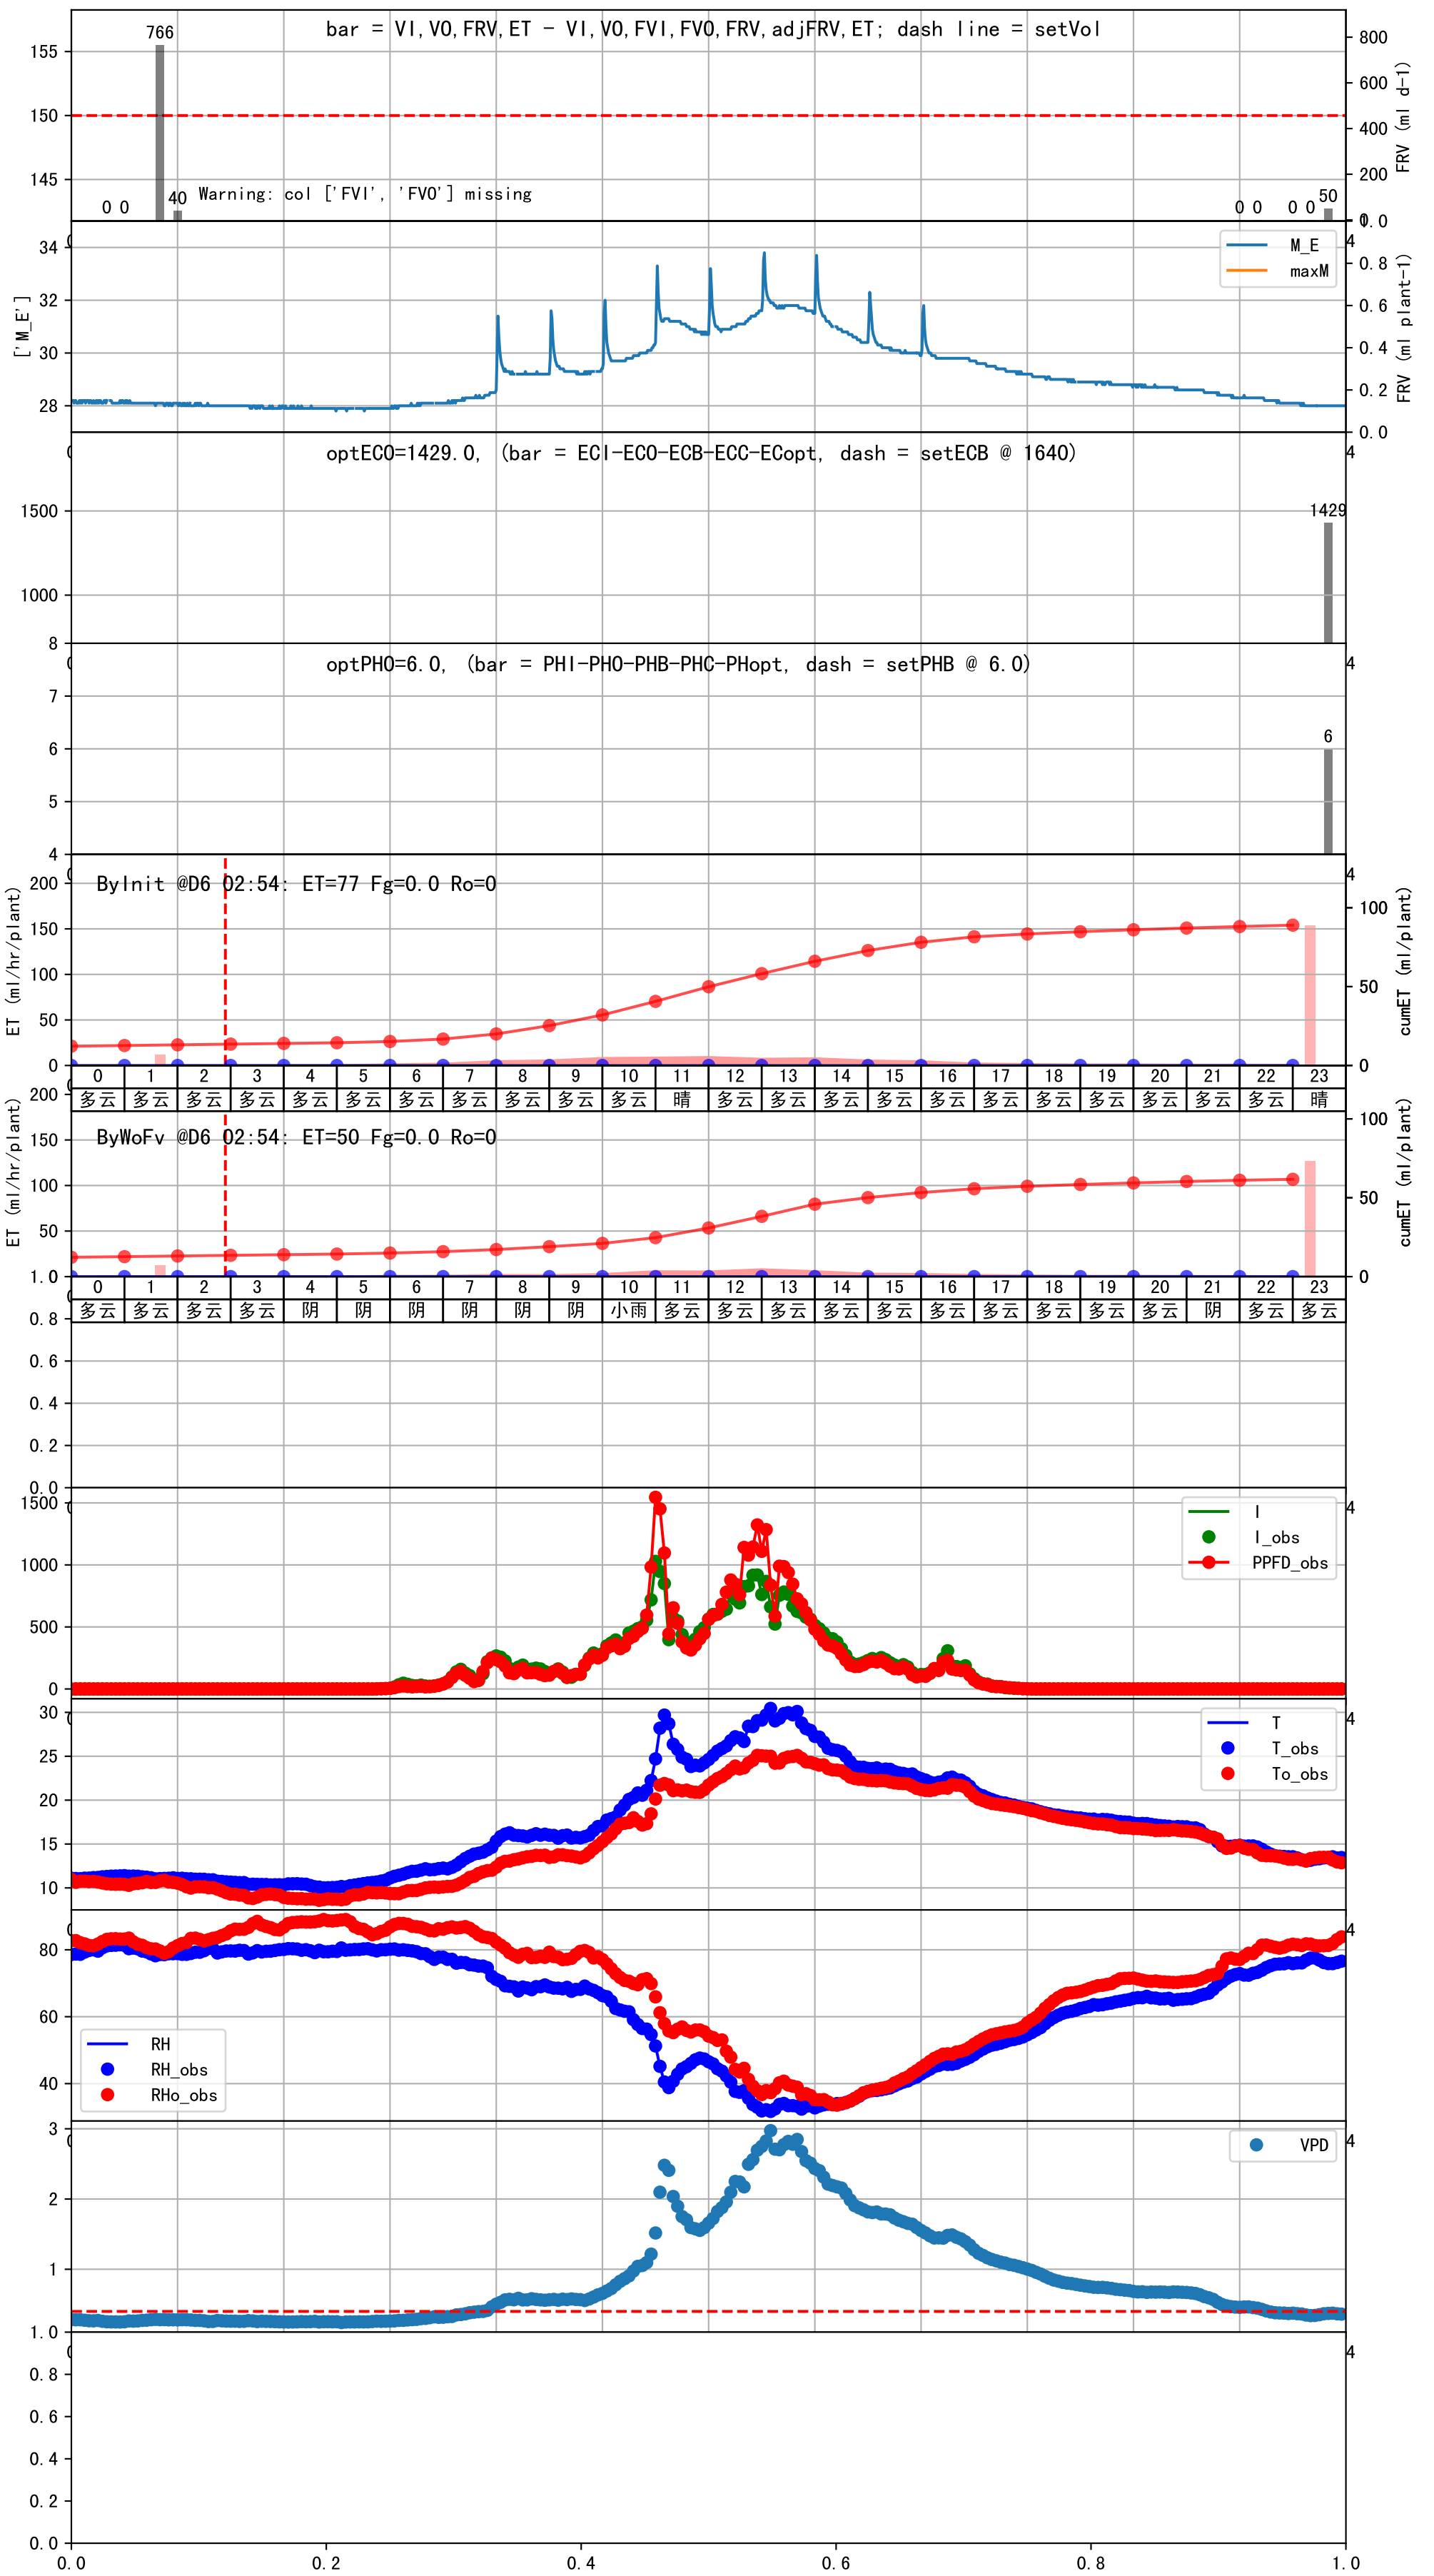 bar = VI,VO,FRV,ET - VI,VO,FVI,FVO,FRV,adjFRV,ET; dash line = setVol
766
155
150
145
800
600
400
200
0
0.0
FRV (ml d-1)
0 0
40
Warning: col ['FVI', 'FVO'] missing
0 0
0 0
50
['M_E']
34
32
30
28
M_E
maxM
4
0.8
0.6
0.4
0.2
0.0
FRV (ml plant-1)
optECO=1429.0, (bar = ECI-ECO-ECB-ECC-ECopt, dash = setECB @ 1640)
4
1500
1000
1429
8
optPHO=6.0, (bar = PHI-PHO-PHB-PHC-PHopt, dash = setPHB @ 6.0)
4
7
6
5
4
6
ByInit @D6 02:54: ET=77 Fg=0.0 Ro=0
4
ET (ml/hr/plant)
200
150
100
50
0
100
50
0
cumET (ml/plant)
0 1 2 3 4 5 6 7 8 9 10 11 12 13 14 15 16 17 18 19 20 21 22 23
多云 多云 多云 多云 多云 多云 多云 多云 多云 多云 多云 晴 多云 多云 多云 多云 多云 多云 多云 多云 多云 多云 多云 晴
ByWoFv @D6 02:54: ET=50 Fg=0.0 Ro=0
ET (ml/hr/plant)
200
150
100
50
1.0
100
50
0
cumET (ml/plant)
0 1 2 3 4 5 6 7 8 9 10 11 12 13 14 15 16 17 18 19 20 21 22 23
多云 多云 多云 多云 阴 阴 阴 阴 阴 阴 小雨 多云 多云 多云 多云 多云 多云 多云 多云 多云 多云 阴 多云 多云
0.8
0.6
0.4
0.2
0.0
1500
1000
500
0
I
I_obs
PPFD_obs
4
30
25
20
15
10
T
T_obs
To_obs
4
80
60
40
RH
RH_obs
RHo_obs
4
3
2
1
VPD
4
1.0
0.8
0.6
0.4
0.2
0.0
4
0.0 0.2 0.4 0.6 0.8 1.0